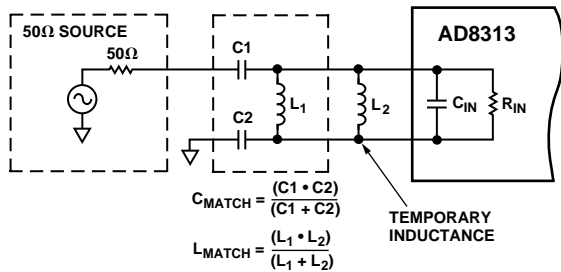 50Ω SOURCE
50Ω
C1
C2
L1
L2
AD8313
CIN
RIN
CMATCH = (C1 • C2)
(C1 + C2)
LMATCH = (L1 • L2)
(L1 + L2)
TEMPORARY
INDUCTANCE